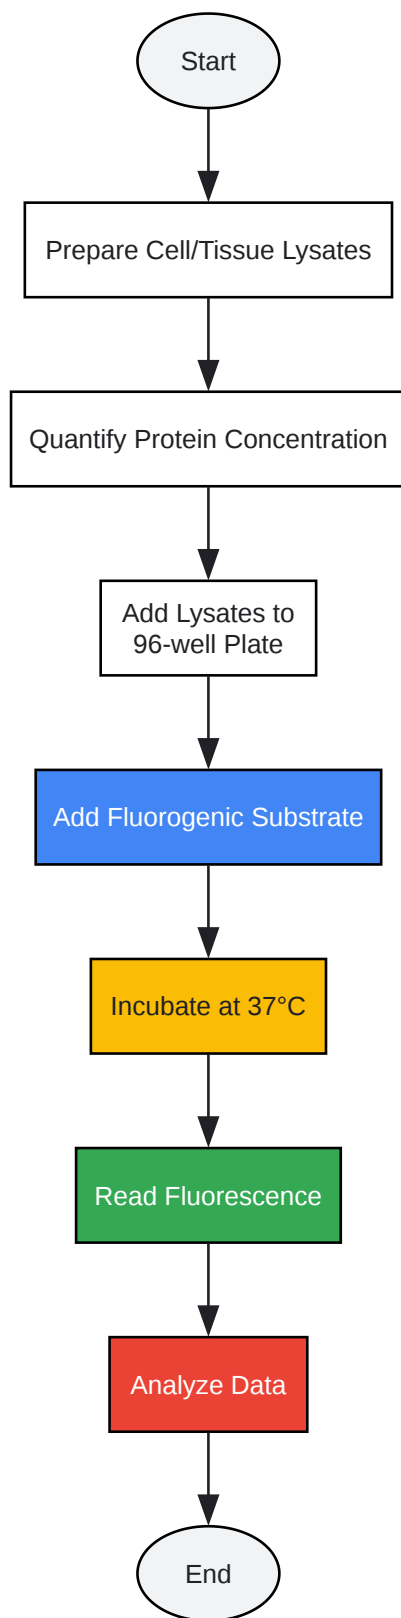 Start
Prepare Cell/Tissue Lysates
Quantify Protein Concentration
Add Lysates to
96-well Plate
Add Fluorogenic Substrate
Incubate at 37°C
Read Fluorescence
Analyze Data
End